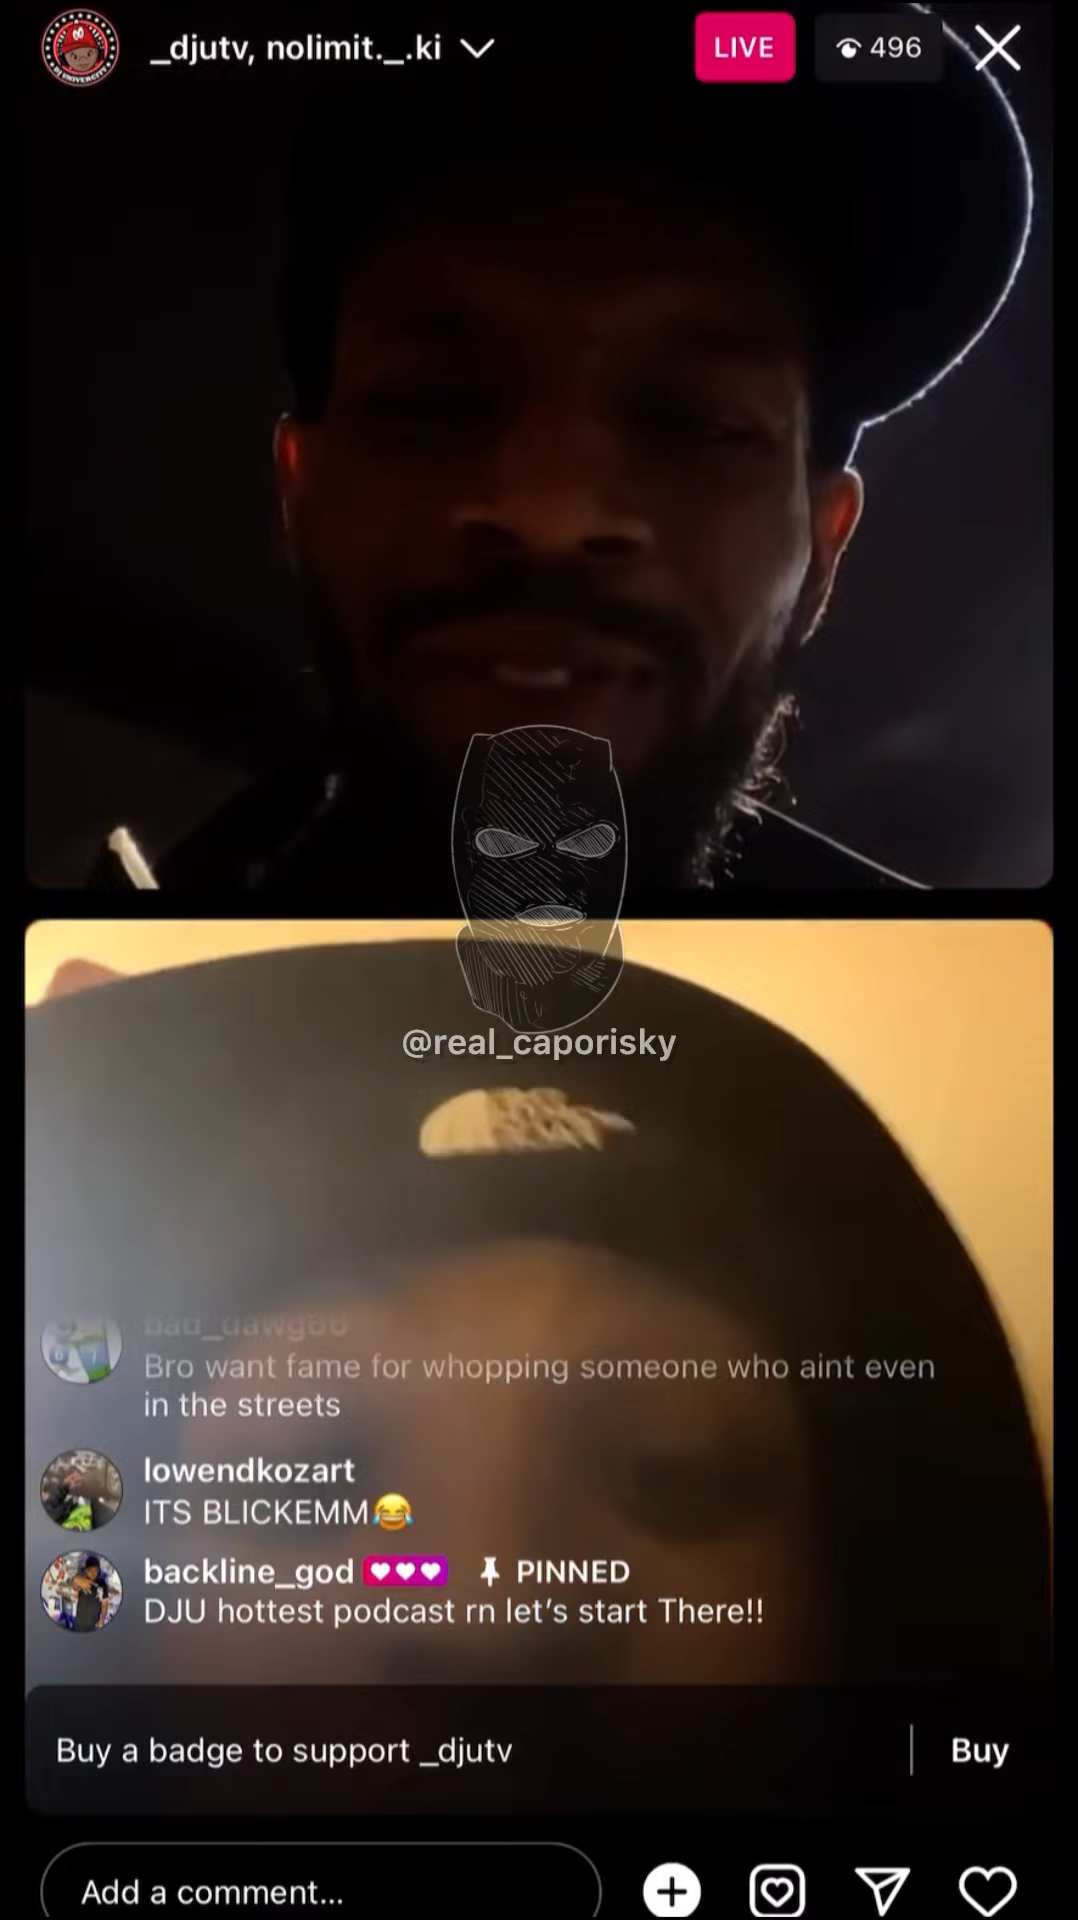 _djutv, nolimit._.ki
LIVE
496
@real_caporisky
bad_dawg66
Bro want fame for whopping someone who aint even
in the streets
lowendkozart
ITS BLICKEMM😂
backline_god PINNED
DJU hottest podcast rn let's start There!!
Buy a badge to support _djutv
Buy
Add a comment...